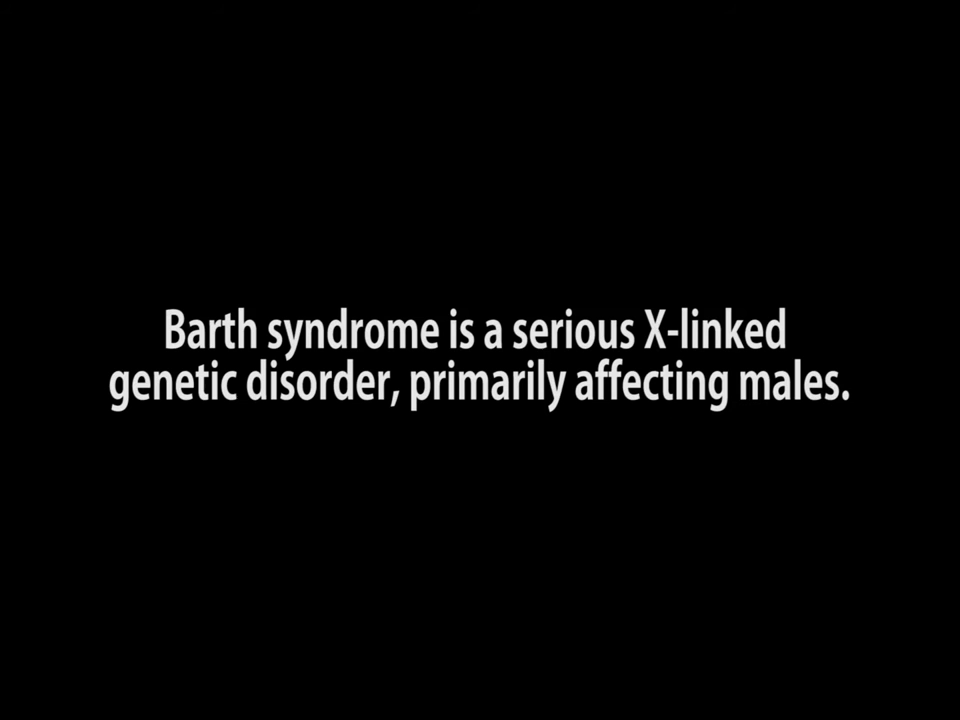 Barth syndrome is a serious X-linked
genetic disorder, primarily affecting males.